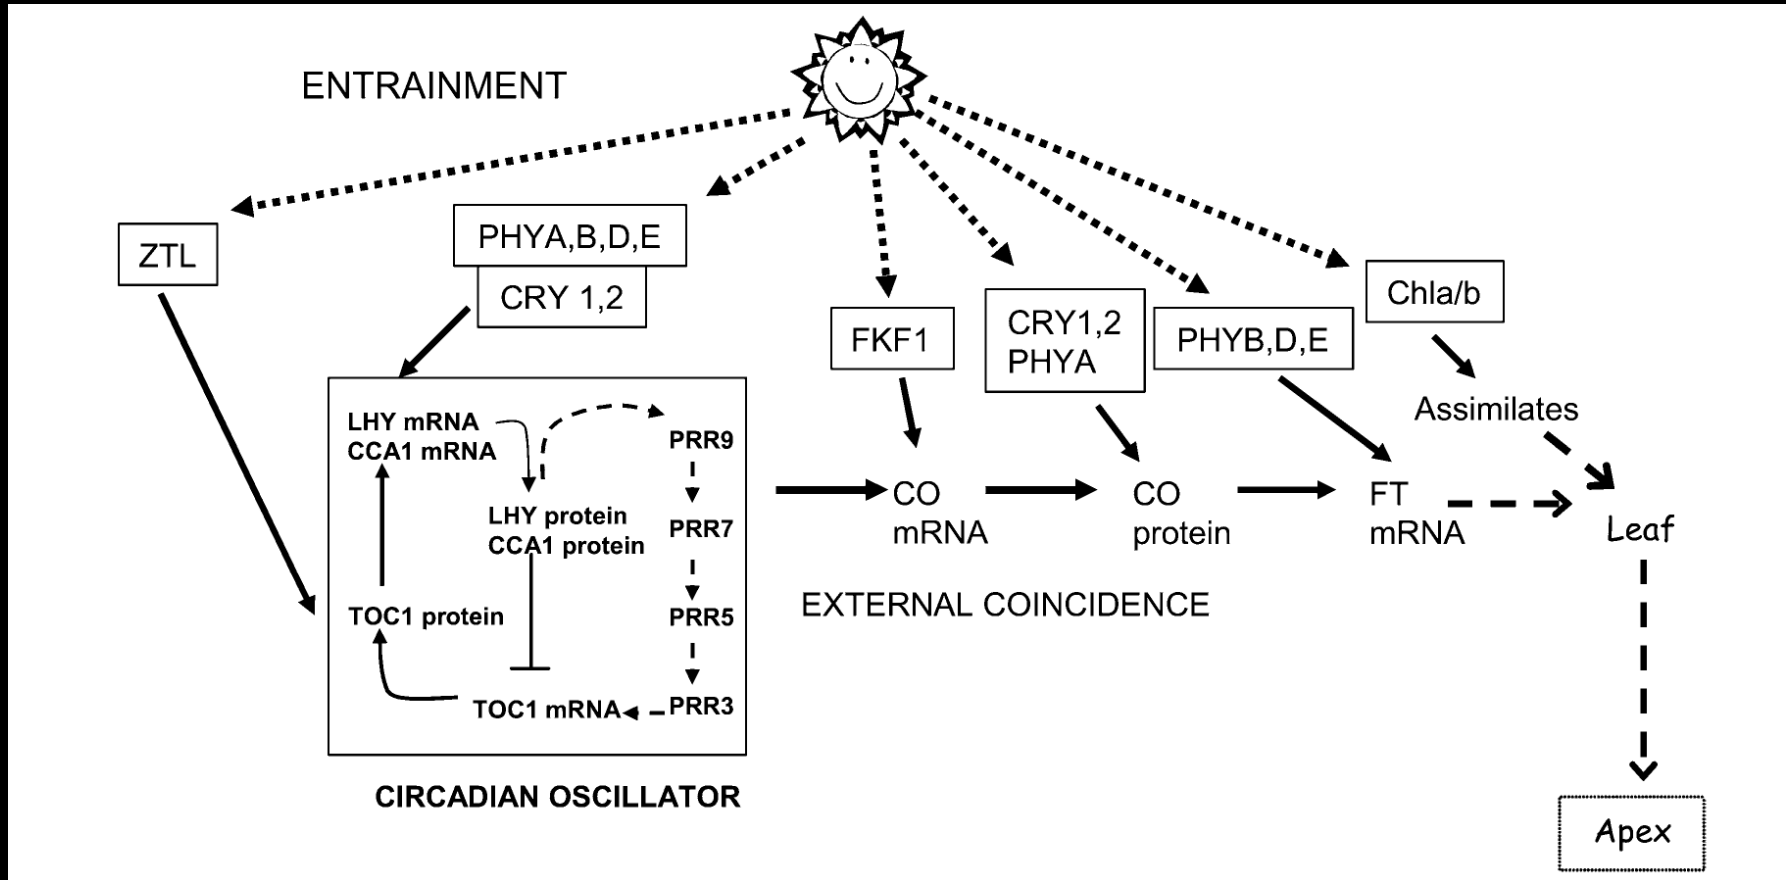 ENTRAINMENT
ZTL
PHYA,B,D,E
CRY 1,2
FKF1
CRY1,2
PHYA
PHYB,D,E
Chla/b
Assimilates
LHY mRNA
CCA1 mRNA
PRR9
LHY protein
CCA1 protein
PRR7
TOC1 protein
PRR5
TOC1 mRNA
PRR3
CIRCADIAN OSCILLATOR
CO
mRNA
CO
protein
FT
mRNA
Leaf
EXTERNAL COINCIDENCE
Apex